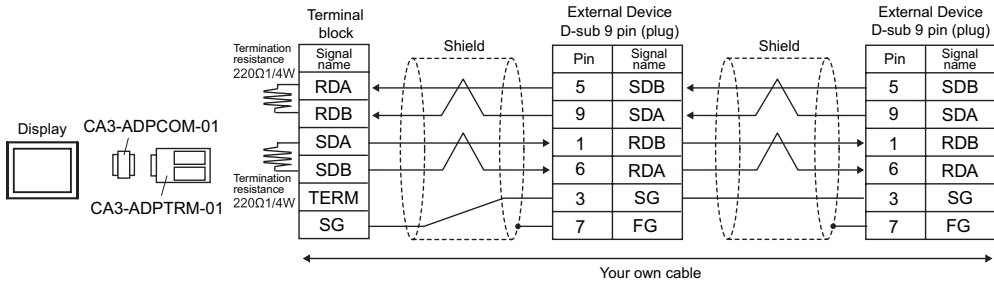 Terminal
block
External Device
D-sub 9 pin (plug)
External Device
D-sub 9 pin (plug)
Termination
resistance
220Ω1/4W
Signal
name
Shield
Pin
Signal
name
Shield
Pin
Signal
name
RDA
5
SDB
5
SDB
RDB
9
SDA
9
SDA
Display
CA3-ADPCOM-01
SDA
1
RDB
1
RDB
SDB
6
RDA
6
RDA
Termination
resistance
220Ω1/4W
CA3-ADPTRM-01
TERM
3
SG
3
SG
SG
7
FG
7
FG
Your own cable